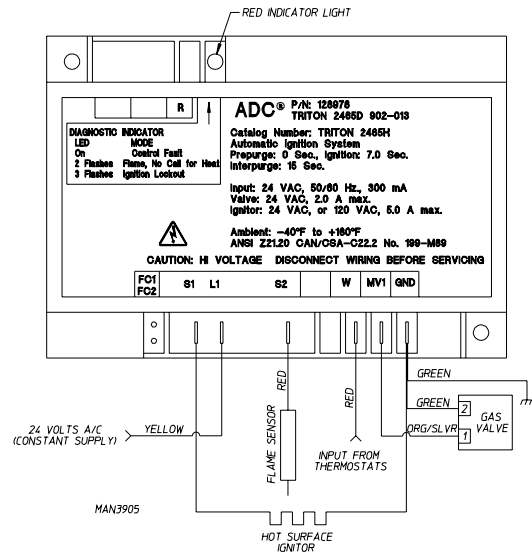 RED INDICATOR LIGHT
R
ADC® P/N: 128976
TRITON 2465D 902-013
DIAGNOSTIC INDICATOR
LED MODE
On Control Fault
2 Flashes Flame, No Call for Heat
3 Flashes Ignition Lockout
Catalog Number: TRITON 2465H
Automatic Ignition System
Prepurge: 0 Sec., Ignition: 7.0 Sec.
Interpurge: 15 Sec.
Input: 24 VAC, 50/60 Hz., 300 mA
Valve: 24 VAC, 2.0 A max.
Ignitor: 24 VAC, or 120 VAC, 5.0 A max.
Ambient: -40°F to +160°F
ANSI Z21.20 CAN/CSA-C22.2 No. 199-M89
CAUTION: HI VOLTAGE DISCONNECT WIRING BEFORE SERVICING
FC1
FC2
S1 L1 S2 W MV1 GND
GREEN
RED
RED
GREEN
2
GAS
VALVE
ORG/SLVR
1
24 VOLTS A/C
(CONSTANT SUPPLY)
YELLOW
FLAME SENSOR
INPUT FROM
THERMOSTATS
MAN3905
HOT SURFACE
IGNITOR